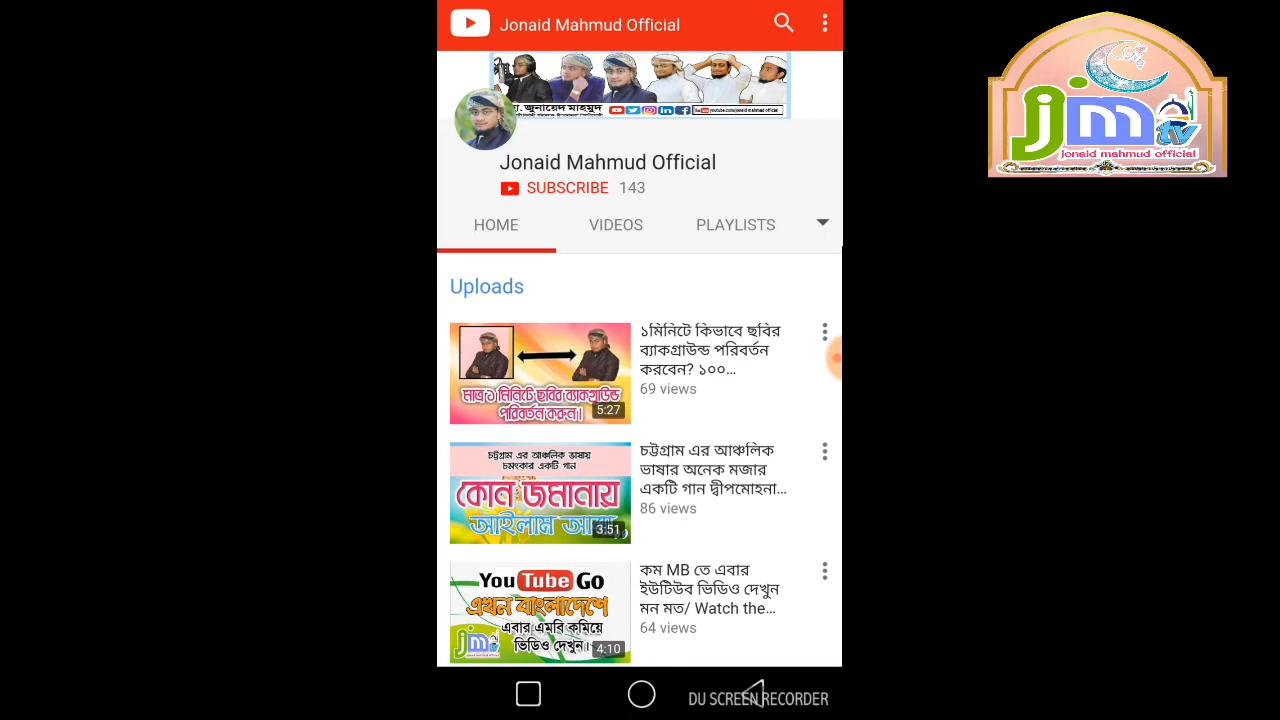 Jonaid Mahmud Official
জুনায়েদ মাহমুদ
Jonaid Mahmud Official
SUBSCRIBE 143
HOME VIDEOS PLAYLISTS
Uploads
মাত্র ১ মিনিটে ছবির ব্যাকগ্রাউন্ড
পরিবর্তন করুন।
5:27
১মিনিটে কিভাবে ছবির
ব্যাকগ্রাউন্ড পরিবর্তন
করবেন? ১০০...
69 views
চট্টগ্রাম এর আঞ্চলিক ভাষায়
চমৎকার একটি গান
কোন জমানায়
আইলাম আরা
3:51
চট্টগ্রাম এর আঞ্চলিক
ভাষার অনেক মজার
একটি গান দ্বীপমোহনা...
86 views
YouTube Go
এখন বাংলাদেশে
এবার এমবি কমিয়ে
ভিডিও দেখুন।
jm
4:10
কম MB তে এবার
ইউটিউব ভিডিও দেখুন
মন মত/ Watch the...
64 views
DU SCREEN RECORDER
jm tv
jonaid mahmud official